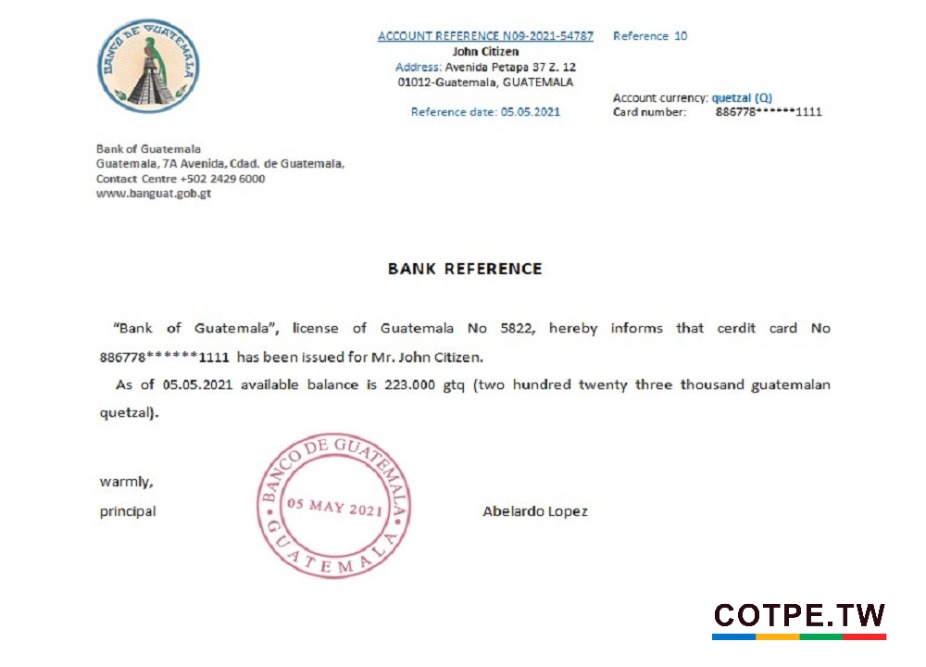 BANCO DE GUATEMALA
ACCOUNT REFERENCE N09-2021-54787
John Citizen
Address: Avenida Petapa 37 Z. 12
01012-Guatemala, GUATEMALA
Reference date: 05.05.2021
Reference 10
Account currency: quetzal (Q)
Card number: 886778******1111
Bank of Guatemala
Guatemala, 7A Avenida, Cdad. de Guatemala,
Contact Centre +502 2429 6000
www.banguat.gob.gt
BANK REFERENCE
“Bank of Guatemala”, license of Guatemala No 5822, hereby informs that cerdit card No
886778******1111 has been issued for Mr. John Citizen.
As of 05.05.2021 available balance is 223.000 gtq (two hundred twenty three thousand guatemalan
quetzal).
warmly,
principal
BANCO DE GUATEMALA
05 MAY 2021
GUATEMALA
Abelardo Lopez
COTPE.TW